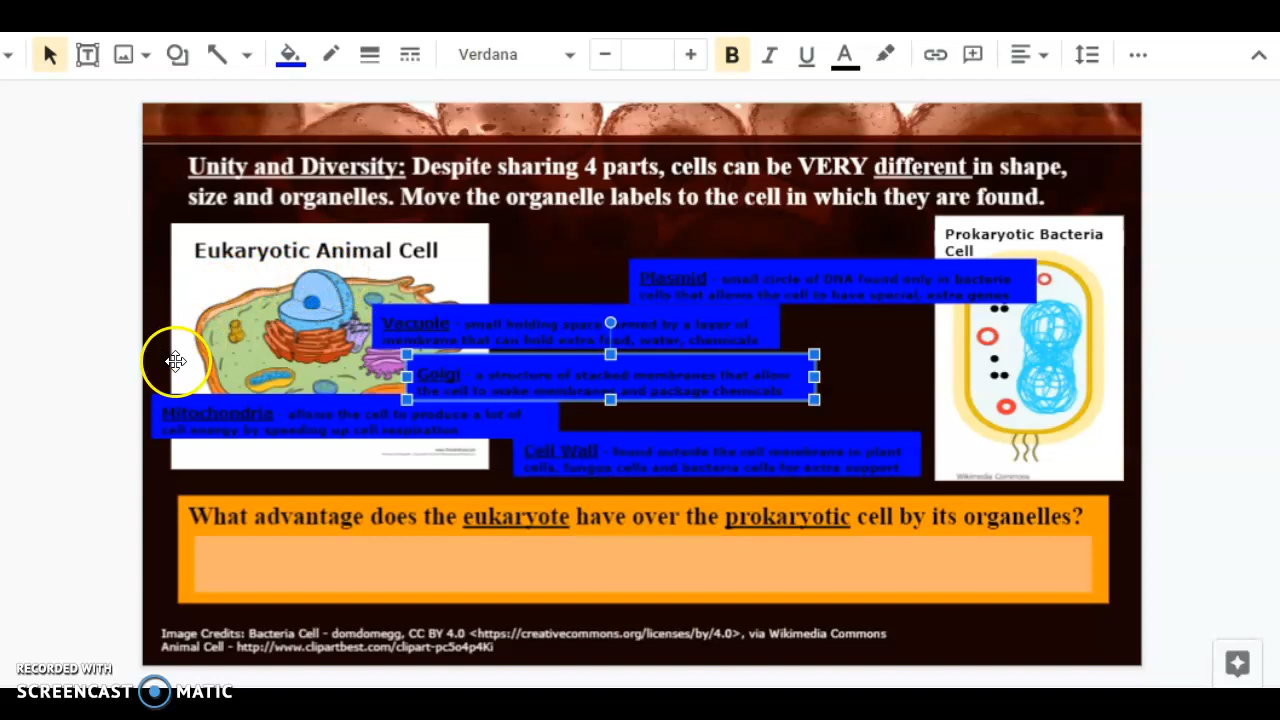 Verdana
B I U A
Unity and Diversity: Despite sharing 4 parts, cells can be VERY different in shape,
size and organelles. Move the organelle labels to the cell in which they are found.
Eukaryotic Animal Cell
Prokaryotic Bacteria
Cell
Plasmid - small circle of DNA found only in bacteria
cells that allows the cell to have special, extra genes
Vacuole - small holding space formed by a layer of
membrane that can hold extra food, water, chemicals
Golgi - a structure of stacked membranes that allow
the cell to make membranes and package chemicals
Mitochondria - allows the cell to produce a lot of
cell energy by speeding up cell respiration
Cell Wall - found outside the cell membrane in plant
cells, fungus cells and bacteria cells for extra support
Wikimedia Commons
What advantage does the eukaryote have over the prokaryotic cell by its organelles?
Image Credits: Bacteria Cell - domdomegg, CC BY 4.0 <https://creativecommons.org/licenses/by/4.0>, via Wikimedia Commons
Animal Cell - http://www.clipartbest.com/clipart-pc5o4p4Ki
RECORDED WITH
SCREENCAST MATIC